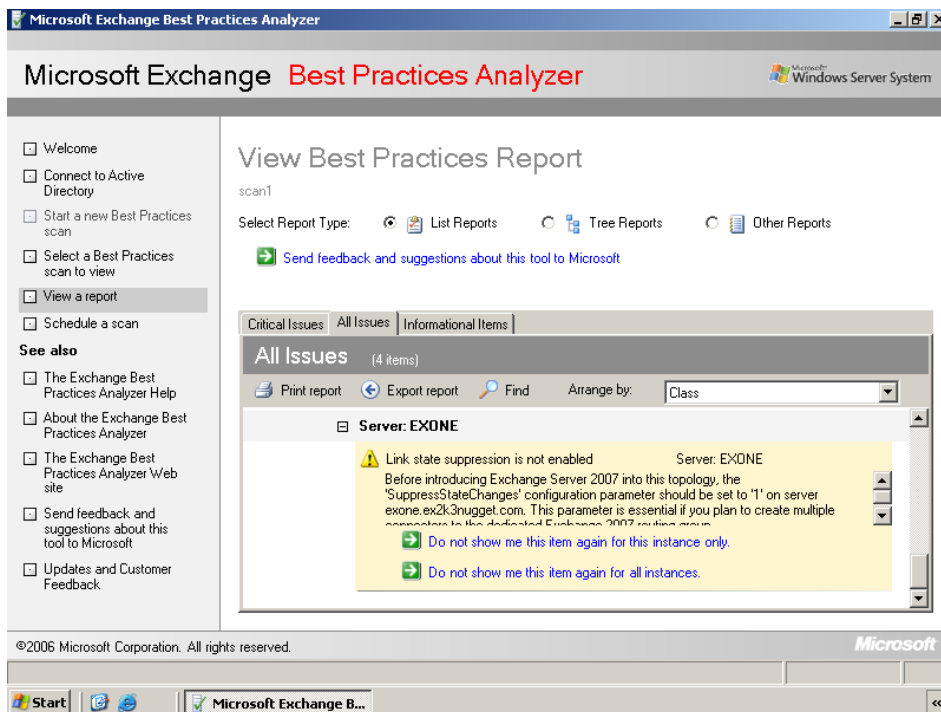 Microsoft Exchange Best Practices Analyzer
Microsoft Exchange Best Practices Analyzer
Microsoft
Windows Server System
Welcome
Connect to Active
Directory
Start a new Best Practices
scan
Select a Best Practices
scan to view
View a report
Schedule a scan
See also
The Exchange Best
Practices Analyzer Help
About the Exchange Best
Practices Analyzer
The Exchange Best
Practices Analyzer Web
site
Send feedback and
suggestions about this
tool to Microsoft
Updates and Customer
Feedback
View Best Practices Report
scan1
Select Report Type: List Reports Tree Reports Other Reports
Send feedback and suggestions about this tool to Microsoft
Critical Issues All Issues Informational Items
All Issues (4 items)
Print report Export report Find Arrange by: Class
Server: EXONE
Link state suppression is not enabled Server: EXONE
Before introducing Exchange Server 2007 into this topology, the
'SuppressStateChanges' configuration parameter should be set to '1' on server
exone.ex2k3nugget.com. This parameter is essential if you plan to create multiple
connectors to the dedicated Exchange 2007 routing group
Do not show me this item again for this instance only.
Do not show me this item again for all instances.
©2006 Microsoft Corporation. All rights reserved.
Microsoft
Start Microsoft Exchange B...